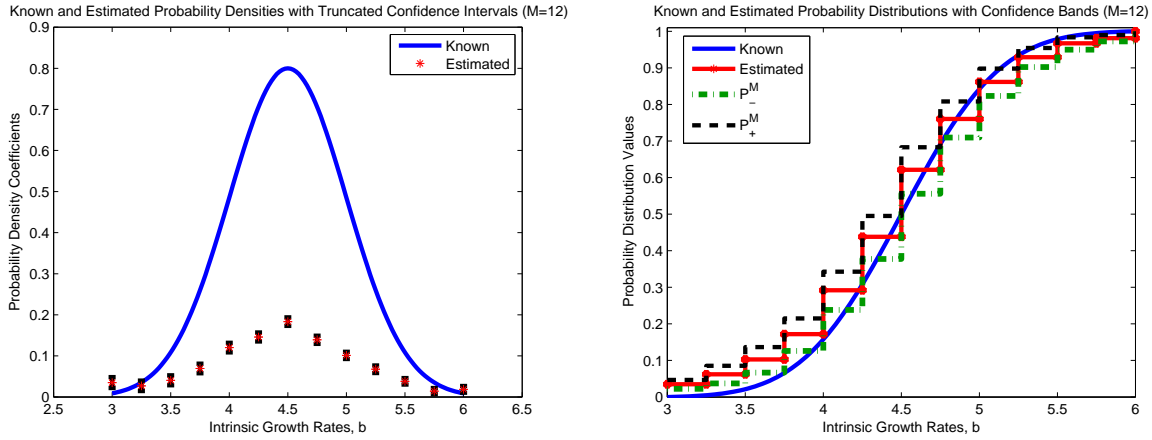 Known and Estimated Probability Densities with Truncated Confidence Intervals (M=12)
0.9
0.8
0.7
0.6
0.5
0.4
0.3
0.2
0.1
0
Probability Density Coefficients
Known
Estimated
2.5 3 3.5 4 4.5 5 5.5 6 6.5
Intrinsic Growth Rates, b
Known and Estimated Probability Distributions with Confidence Bands (M=12)
1
0.9
0.8
0.7
0.6
0.5
0.4
0.3
0.2
0.1
0
Probability Distribution Values
Known
Estimated
P_-^M
P_+^M
3 3.5 4 4.5 5 5.5 6
Intrinsic Growth Rates, b